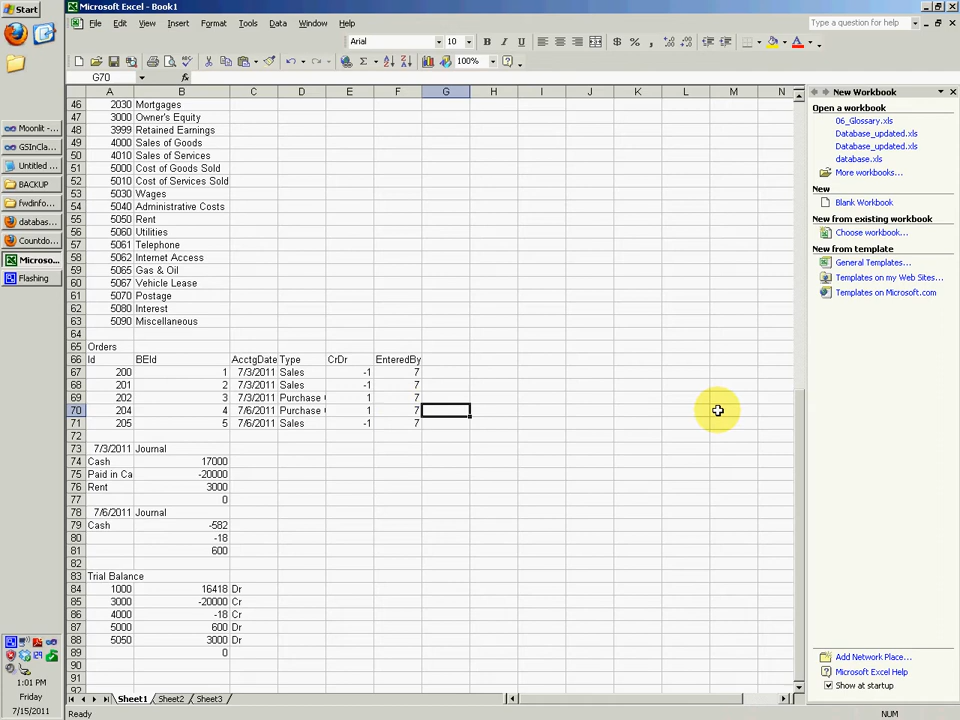 Start
Microsoft Excel - Book1
File Edit View Insert Format Tools Data Window Help
Type a question for help
Arial 10 B I U $ % ,
Σ 100%
G70 fx
New Workbook
A B C D E F G H I J K L M N
46 2030 Mortgages
47 3000 Owner's Equity
48 3999 Retained Earnings
49 4000 Sales of Goods
50 4010 Sales of Services
51 5000 Cost of Goods Sold
52 5010 Cost of Services Sold
53 5030 Wages
54 5040 Administrative Costs
55 5050 Rent
56 5060 Utilities
57 5061 Telephone
58 5062 Internet Access
59 5065 Gas & Oil
60 5067 Vehicle Lease
61 5070 Postage
62 5080 Interest
63 5090 Miscellaneous
64
65 Orders
66 Id BEId AcctgDate Type CrDr EnteredBy
67 200 1 7/3/2011 Sales -1 7
68 201 2 7/3/2011 Sales -1 7
69 202 3 7/3/2011 Purchase 1 7
70 204 4 7/6/2011 Purchase 1 7
71 205 5 7/6/2011 Sales -1 7
72
73 7/3/2011 Journal
74 Cash 17000
75 Paid in Ca -20000
76 Rent 3000
77 0
78 7/6/2011 Journal
79 Cash -582
80 -18
81 600
82
83 Trial Balance
84 1000 16418 Dr
85 3000 -20000 Cr
86 4000 -18 Cr
87 5000 600 Dr
88 5050 3000 Dr
89 0
90
91
92
Open a workbook
06_Glossary.xls
Database_updated.xls
Database_updated.xls
database.xls
More workbooks...
New
Blank Workbook
New from existing workbook
Choose workbook...
New from template
General Templates...
Templates on my Web Sites...
Templates on Microsoft.com
Add Network Place...
Microsoft Excel Help
Show at startup
Moonlit -...
GSInCla...
Untitled ...
BACKUP
fwdinfo...
databas...
Countdo...
Microso...
Flashing
1:01 PM
Friday
7/15/2011
Sheet1 Sheet2 Sheet3
Ready
NUM